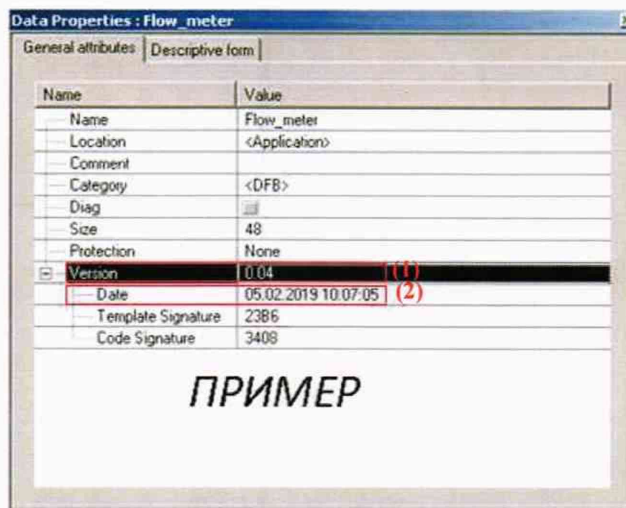 Data Properties : Flow_meter
General attributes Descriptive form
Name Value
Name Flow_meter
Location <Application>
Comment
Category <DFB>
Diag
Size 48
Protection None
Version 0.04 (1)
Date 05.02.2019 10:07:05 (2)
Template Signature 23B6
Code Signature 3408
ПРИМЕР